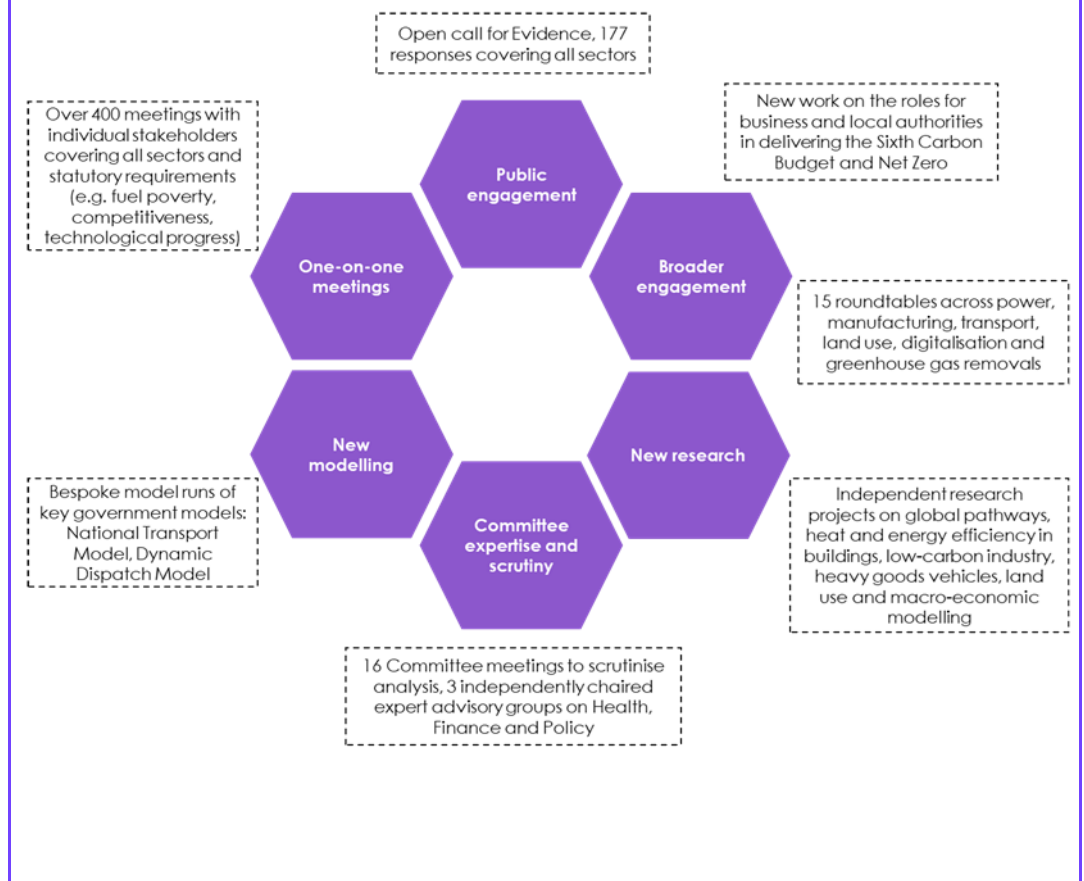 Open call for Evidence, 177
responses covering all sectors
Over 400 meetings with
individual stakeholders
covering all sectors and
statutory requirements
(e.g. fuel poverty,
competitiveness,
technological progress)
New work on the roles for
business and local authorities
in delivering the Sixth Carbon
Budget and Net Zero
Public
engagement
One-on-one
meetings
Broader
engagement
15 roundtables across power,
manufacturing, transport,
land use, digitalisation and
greenhouse gas removals
New
modelling
New research
Bespoke model runs of
key government models:
National Transport
Model, Dynamic
Dispatch Model
Committee
expertise and
scrutiny
Independent research
projects on global pathways,
heat and energy efficiency in
buildings, low-carbon industry,
heavy goods vehicles, land
use and macro-economic
modelling
16 Committee meetings to scrutinise
analysis, 3 independently chaired
expert advisory groups on Health,
Finance and Policy